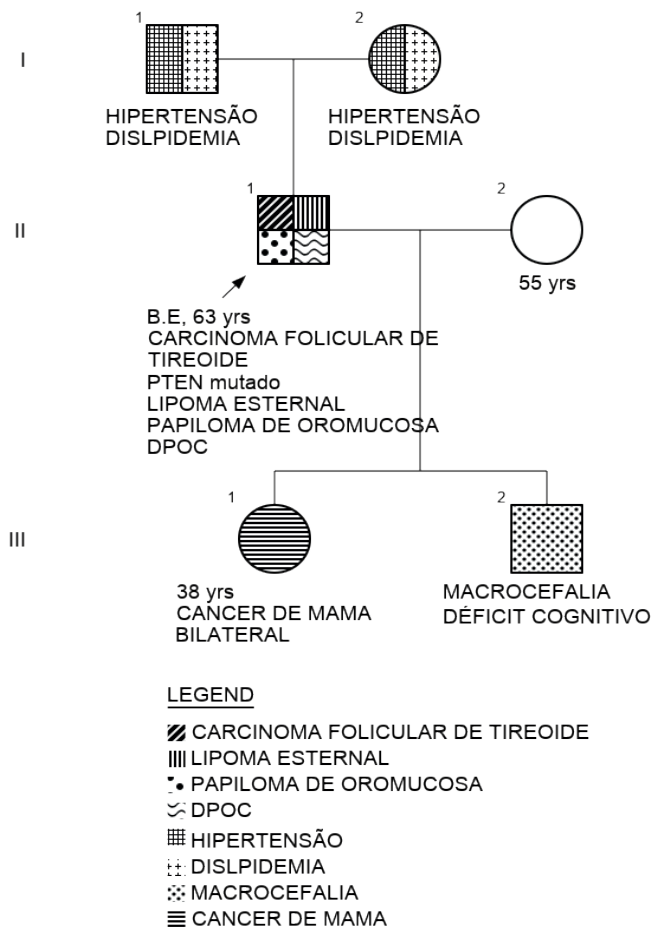 1
2
I
HIPERTENSÃO
DISLPIDEMIA
HIPERTENSÃO
DISLPIDEMIA
1
2
II
55 yrs
B.E, 63 yrs
CARCINOMA FOLICULAR DE
TIREOIDE
PTEN mutado
LIPOMA ESTERNAL
PAPILOMA DE OROMUCOSA
DPOC
1
2
III
38 yrs
CANCER DE MAMA
BILATERAL
MACROCEFALIA
DÉFICIT COGNITIVO
LEGEND
CARCINOMA FOLICULAR DE TIREOIDE
LIPOMA ESTERNAL
PAPILOMA DE OROMUCOSA
DPOC
HIPERTENSÃO
DISLPIDEMIA
MACROCEFALIA
CANCER DE MAMA